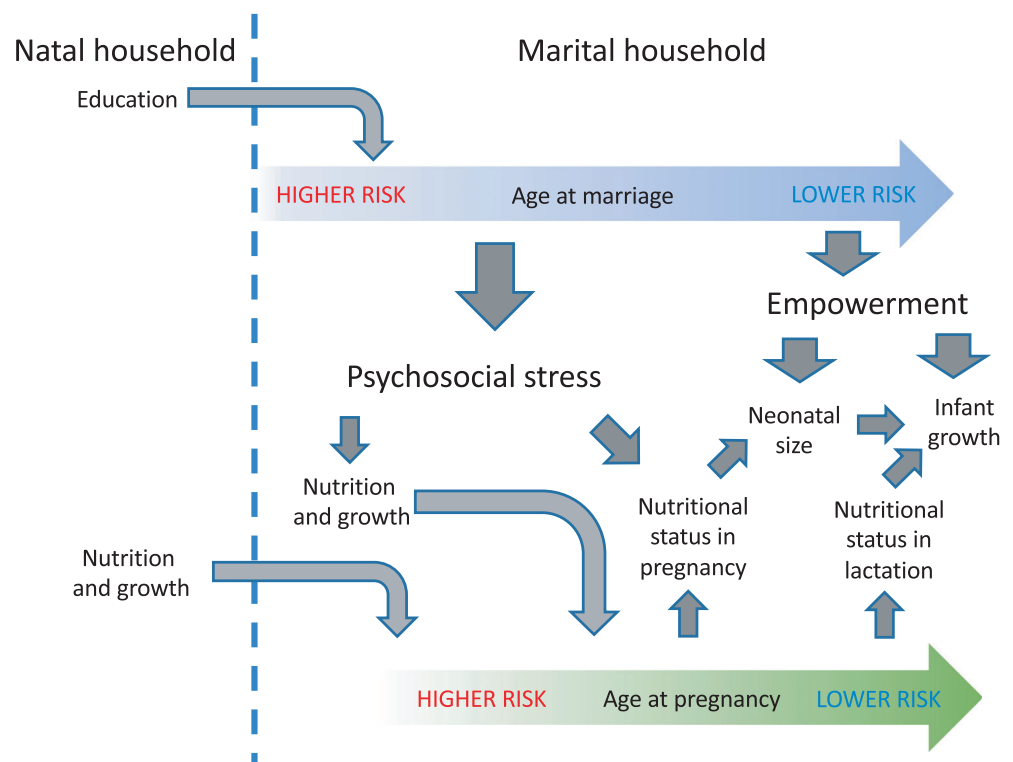 Natal household
Marital household
Education
HIGHER RISK
Age at marriage
LOWER RISK
Empowerment
Psychosocial stress
Neonatal
size
Infant
growth
Nutrition
and growth
Nutritional
status in
pregnancy
Nutritional
status in
lactation
Nutrition
and growth
HIGHER RISK
Age at pregnancy
LOWER RISK